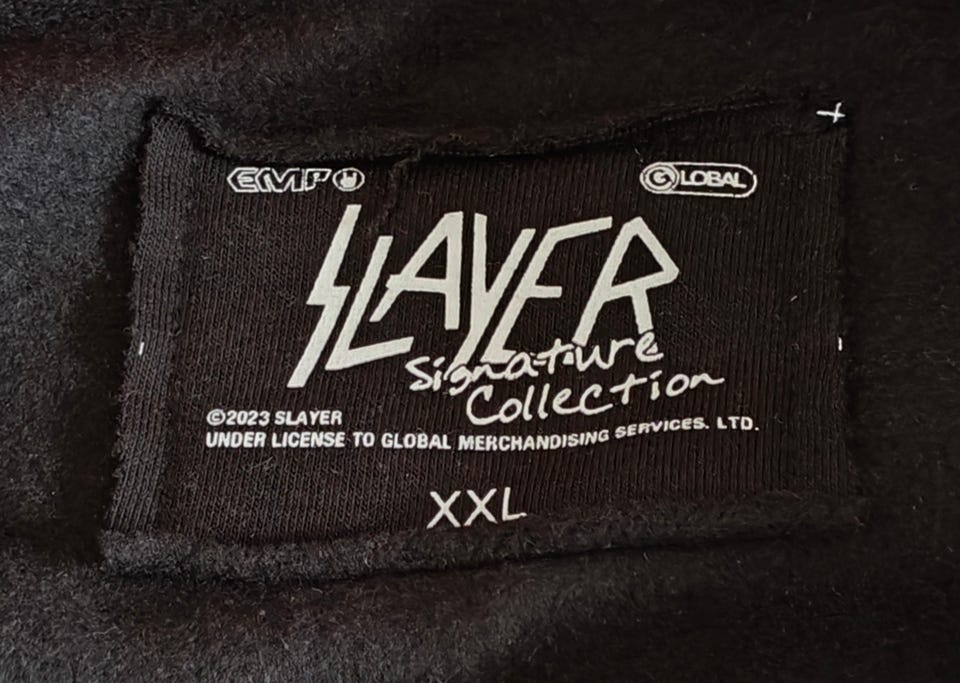 EMP
GLOBAL
SLAYER
Signature
Collection
©2023 SLAYER
UNDER LICENSE TO GLOBAL MERCHANDISING SERVICES. LTD.
XXL